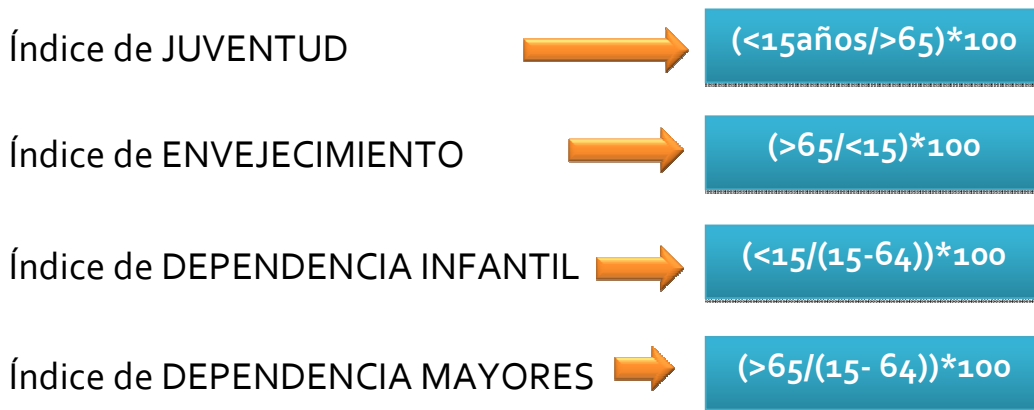 Índice de JUVENTUD
(<15años/>65)*100
Índice de ENVEJECIMIENTO
(>65/<15)*100
Índice de DEPENDENCIA INFANTIL
(<15/(15-64))*100
Índice de DEPENDENCIA MAYORES
(>65/(15- 64))*100